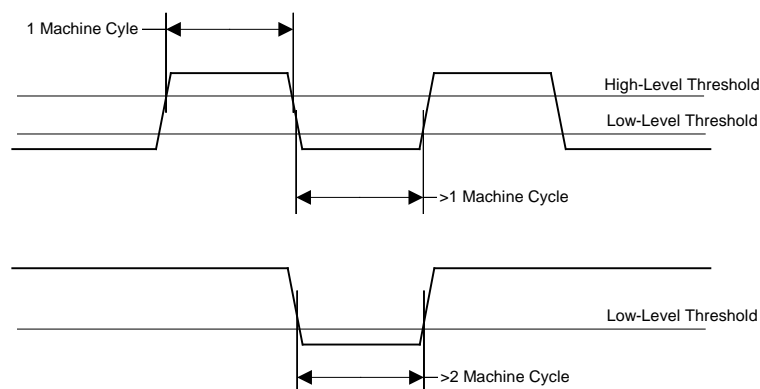 1 Machine Cyle
High-Level Threshold
Low-Level Threshold
>1 Machine Cycle
Low-Level Threshold
>2 Machine Cycle